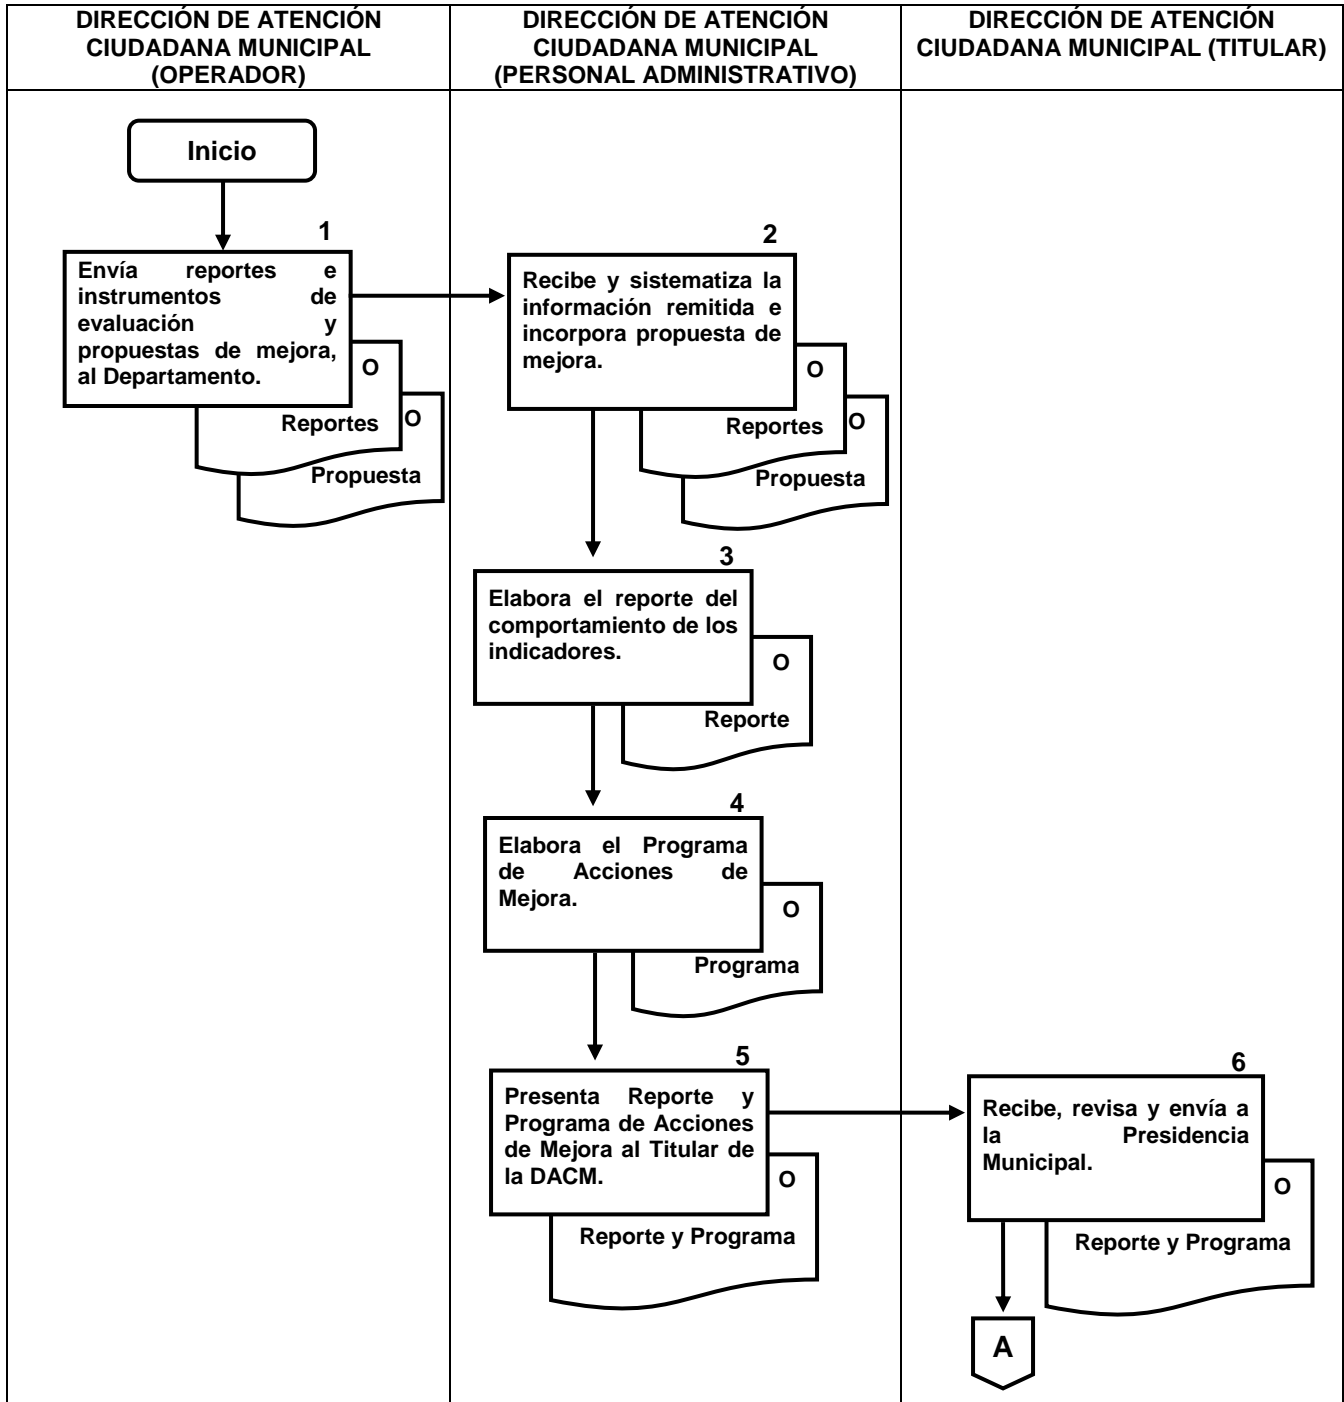 DIRECCIÓN DE ATENCIÓN
CIUDADANA MUNICIPAL
(OPERADOR)
DIRECCIÓN DE ATENCIÓN
CIUDADANA MUNICIPAL
(PERSONAL ADMINISTRATIVO)
DIRECCIÓN DE ATENCIÓN
CIUDADANA MUNICIPAL (TITULAR)
Inicio
1
Envía reportes e
instrumentos de
evaluación y
propuestas de mejora,
al Departamento.
O
Reportes
O
Propuesta
2
Recibe y sistematiza la
información remitida e
incorpora propuesta de
mejora.
O
Reportes
O
Propuesta
3
Elabora el reporte del
comportamiento de los
indicadores.
O
Reporte
4
Elabora el Programa
de Acciones de
Mejora.
O
Programa
5
Presenta Reporte y
Programa de Acciones
de Mejora al Titular de
la DACM.
O
Reporte y Programa
6
Recibe, revisa y envía a
la Presidencia
Municipal.
O
Reporte y Programa
A